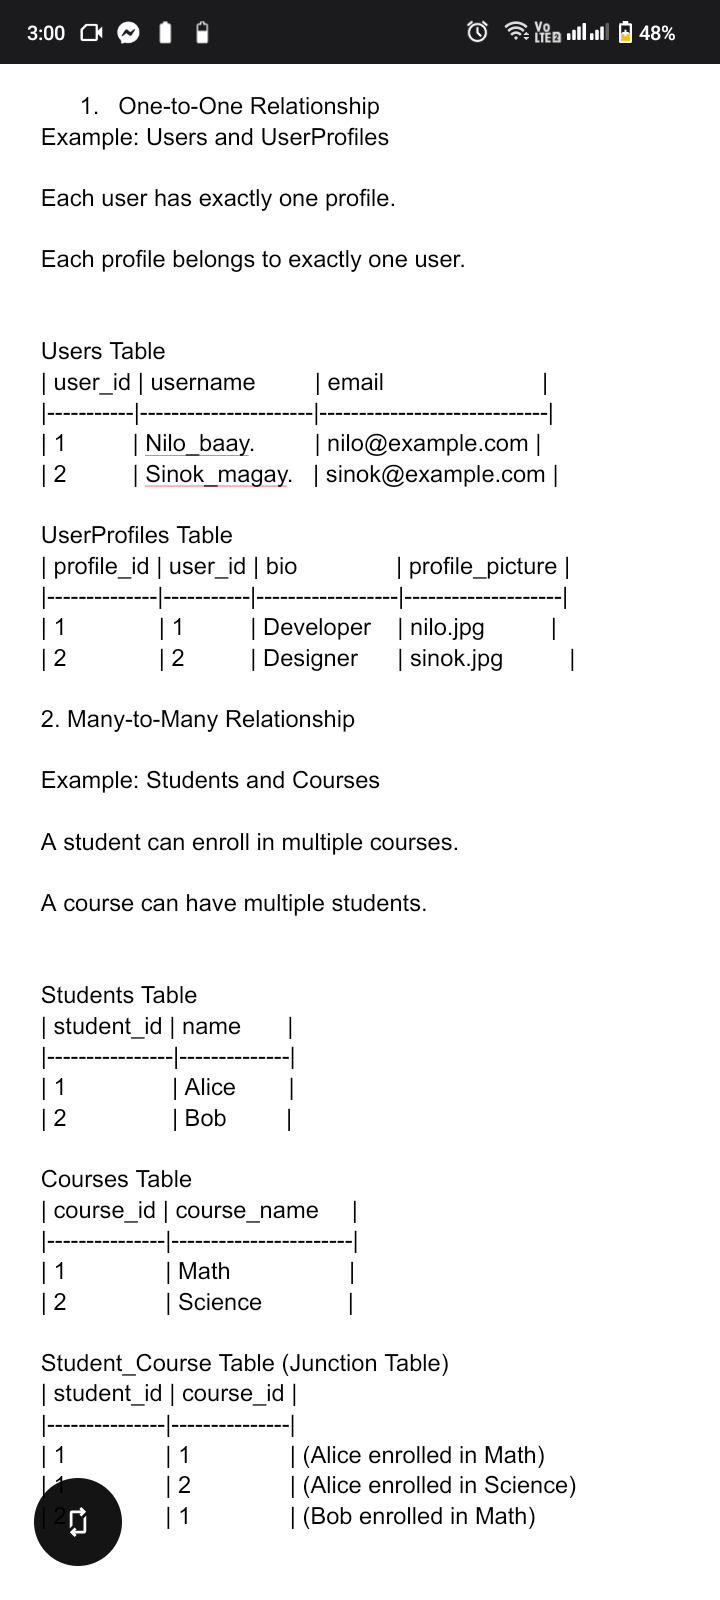 3:00 Vo LTE2 48%
1. One-to-One Relationship
Example: Users and UserProfiles
Each user has exactly one profile.
Each profile belongs to exactly one user.
Users Table
| user_id | username | email |
|-----------|----------------------|-----------------------------|
| 1 | Nilo_baay. | nilo@example.com |
| 2 | Sinok_magay. | sinok@example.com |
UserProfiles Table
| profile_id | user_id | bio | profile_picture |
|--------------|-----------|------------------|--------------------|
| 1 | 1 | Developer | nilo.jpg |
| 2 | 2 | Designer | sinok.jpg |
2. Many-to-Many Relationship
Example: Students and Courses
A student can enroll in multiple courses.
A course can have multiple students.
Students Table
| student_id | name |
|----------------|--------------|
| 1 | Alice |
| 2 | Bob |
Courses Table
| course_id | course_name |
|---------------|-----------------------|
| 1 | Math |
| 2 | Science |
Student_Course Table (Junction Table)
| student_id | course_id |
|---------------|---------------|
| 1 | 1 | (Alice enrolled in Math)
| 1 | 2 | (Alice enrolled in Science)
| 2 | 1 | (Bob enrolled in Math)